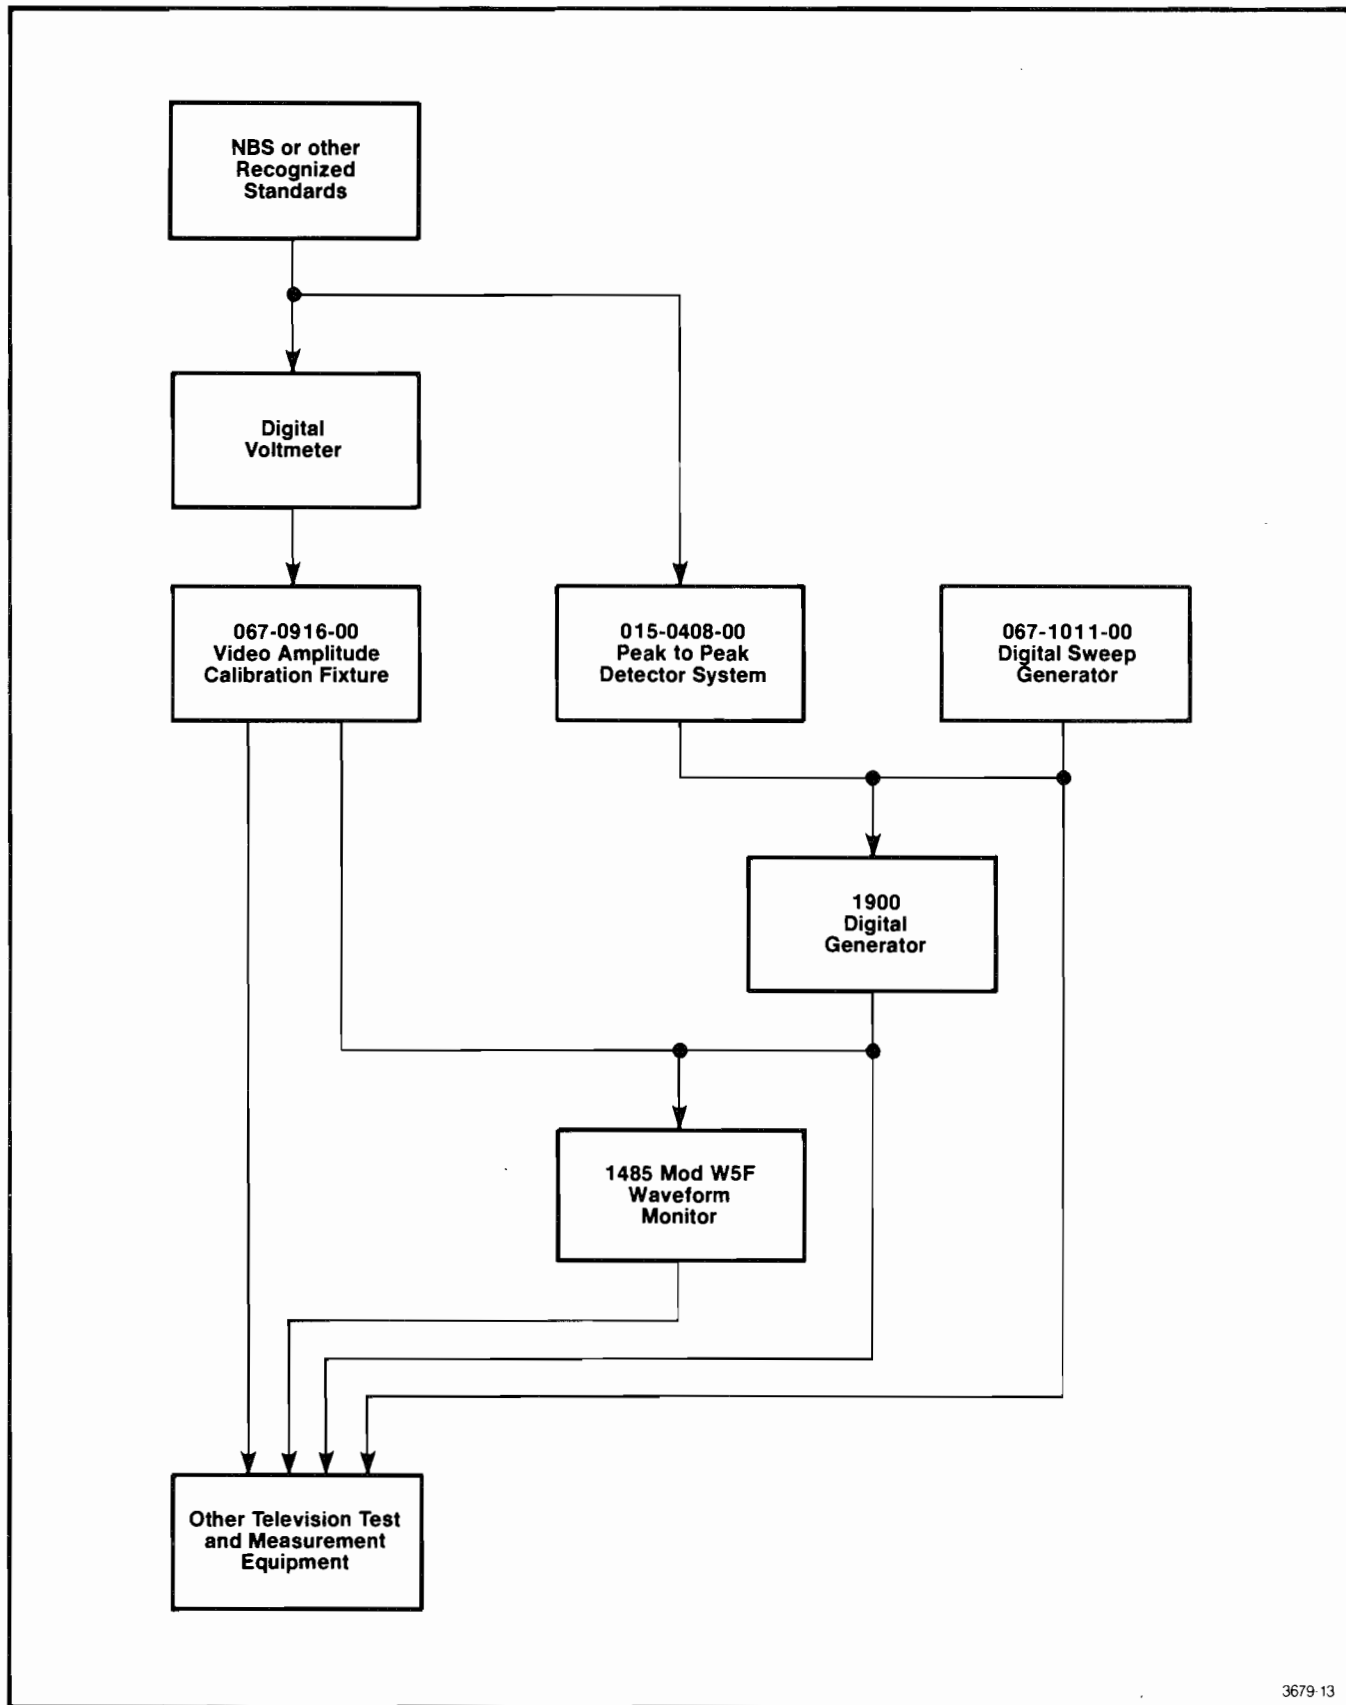 NBS or other
Recognized
Standards
Digital
Voltmeter
067-0916-00
Video Amplitude
Calibration Fixture
015-0408-00
Peak to Peak
Detector System
067-1011-00
Digital Sweep
Generator
1900
Digital
Generator
1485 Mod W5F
Waveform
Monitor
Other Television Test
and Measurement
Equipment
3679-13